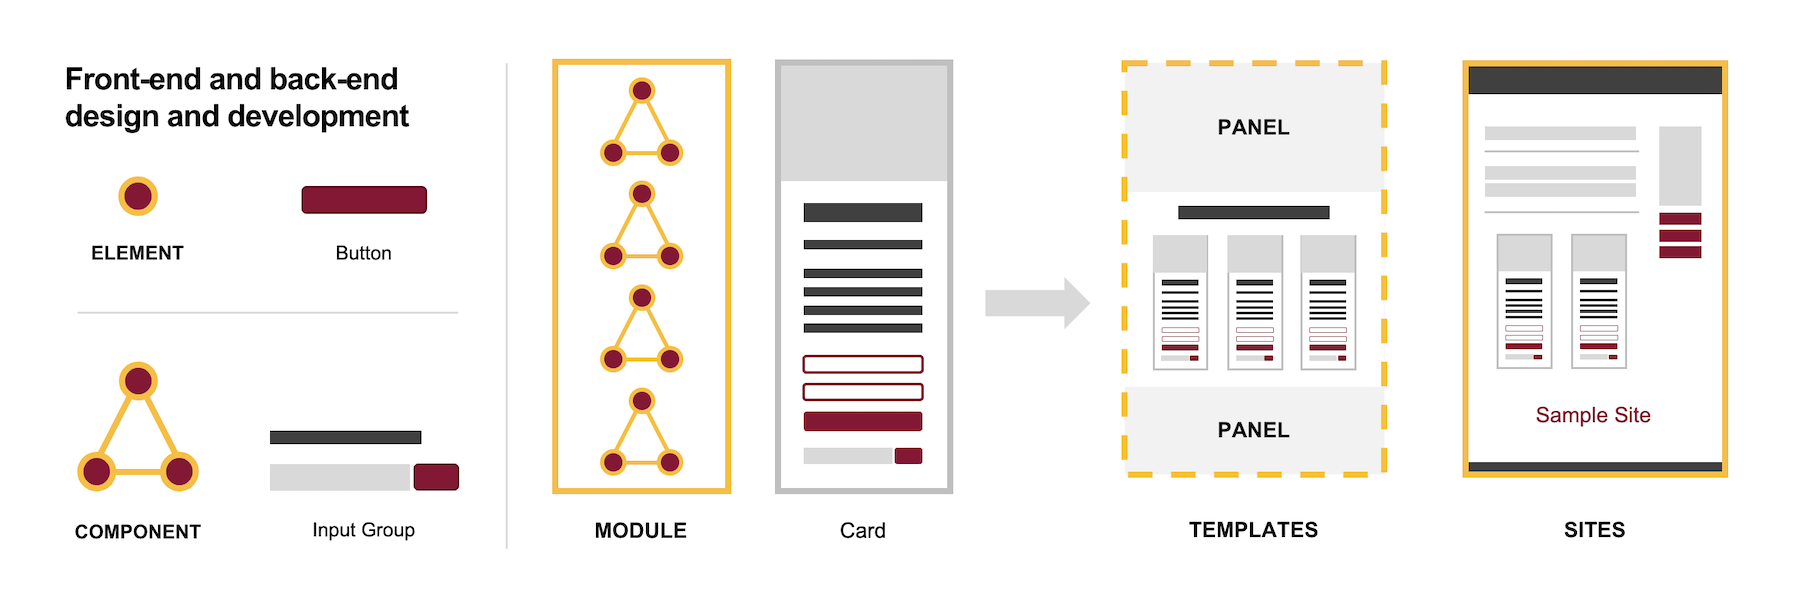 Front-end and back-end
design and development
ELEMENT
Button
COMPONENT
Input Group
MODULE
Card
PANEL
PANEL
TEMPLATES
Sample Site
SITES